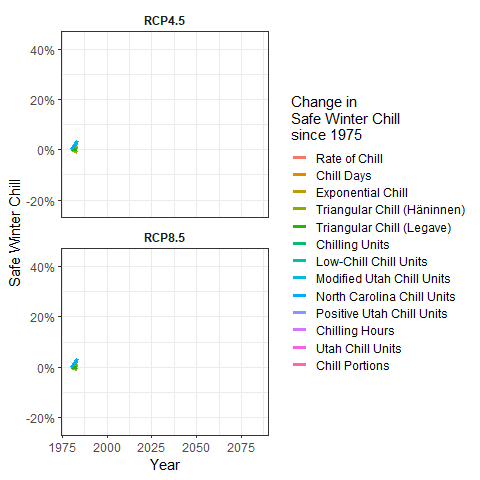 RCP4.5
40%
20%
0%
-20%
RCP8.5
40%
20%
0%
-20%
1975 2000 2025 2050 2075
Year
Safe Winter Chill
Change in
Safe Winter Chill
since 1975
Rate of Chill
Chill Days
Exponential Chill
Triangular Chill (Häninnen)
Triangular Chill (Legave)
Chilling Units
Low-Chill Chill Units
Modified Utah Chill Units
North Carolina Chill Units
Positive Utah Chill Units
Chilling Hours
Utah Chill Units
Chill Portions